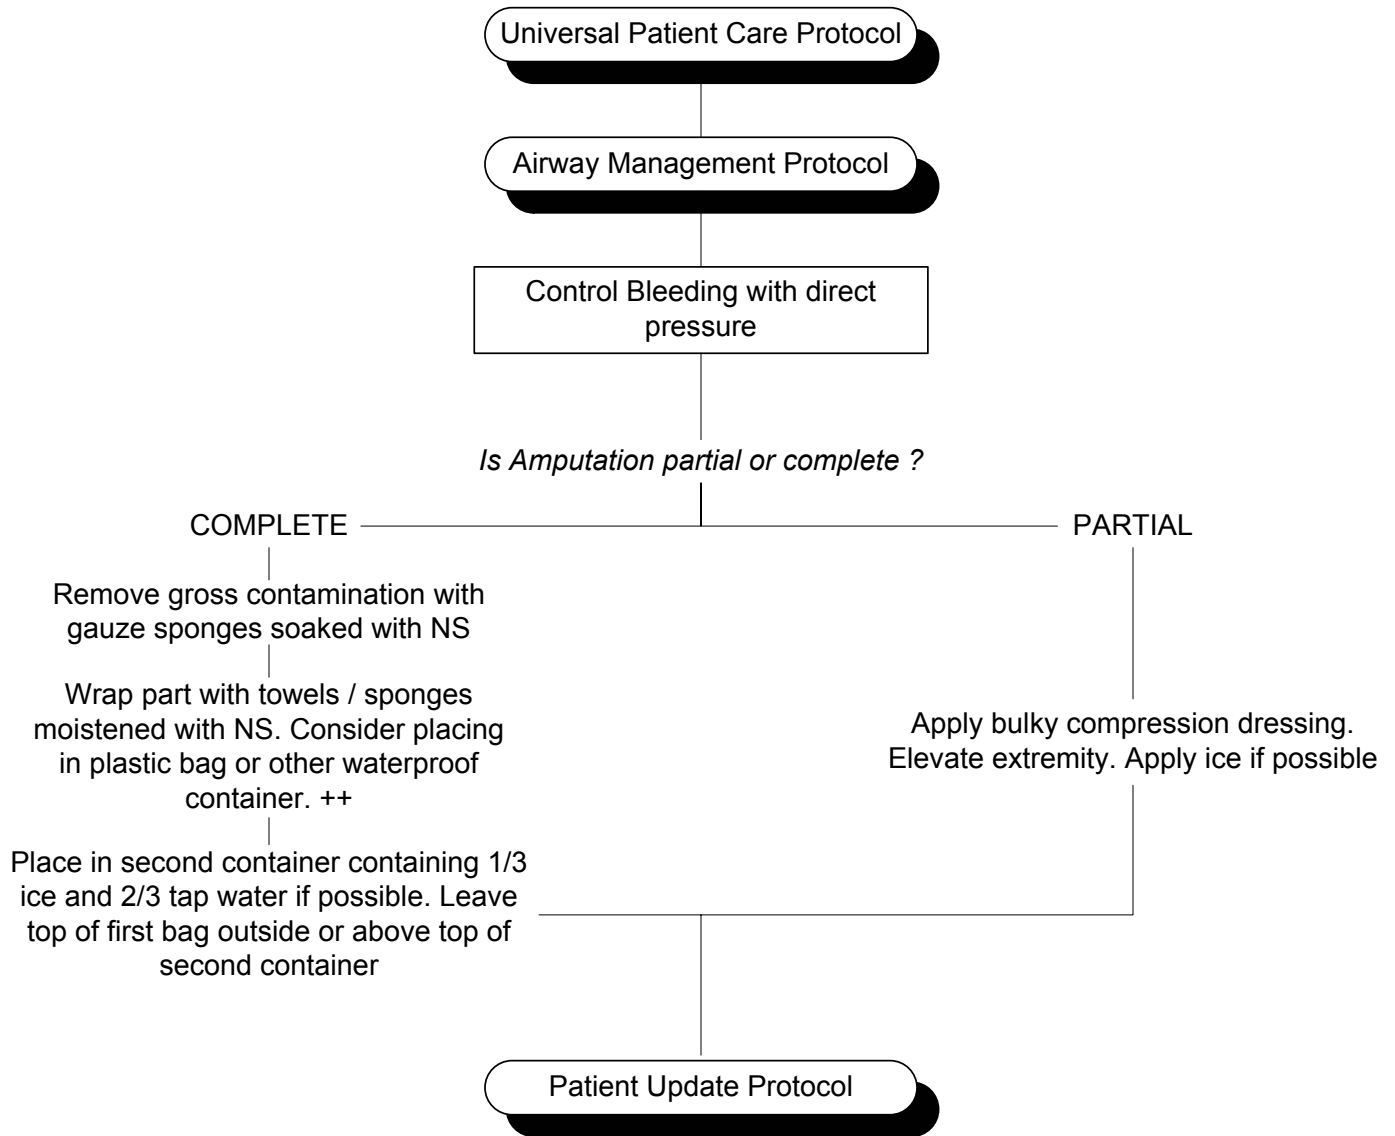 Universal Patient Care Protocol
Airway Management Protocol
Control Bleeding with direct
pressure
Is Amputation partial or complete ?
COMPLETE
PARTIAL
Remove gross contamination with
gauze sponges soaked with NS
Wrap part with towels / sponges
moistened with NS. Consider placing
in plastic bag or other waterproof
container. ++
Apply bulky compression dressing.
Elevate extremity. Apply ice if possible
Place in second container containing 1/3
ice and 2/3 tap water if possible. Leave
top of first bag outside or above top of
second container
Patient Update Protocol